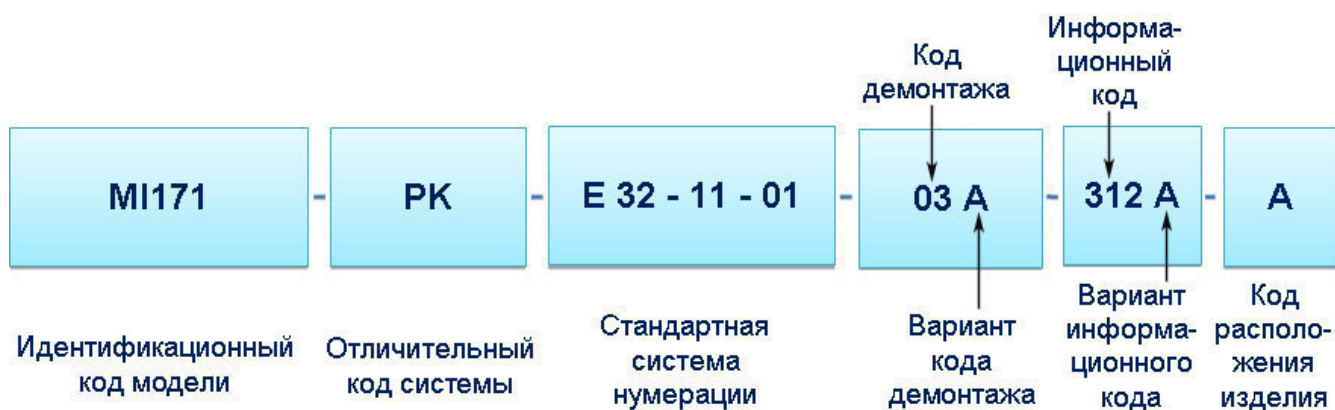 Код
демонтажа
Информа-
ционный
код
MI171 - PK - E 32 - 11 - 01 - 03 A - 312 A - A
Идентификационный
код модели
Отличительный
код системы
Стандартная
система
нумерации
Вариант
кода
демонтажа
Вариант
информа-
ционного
кода
Код
располо-
жения
изделия